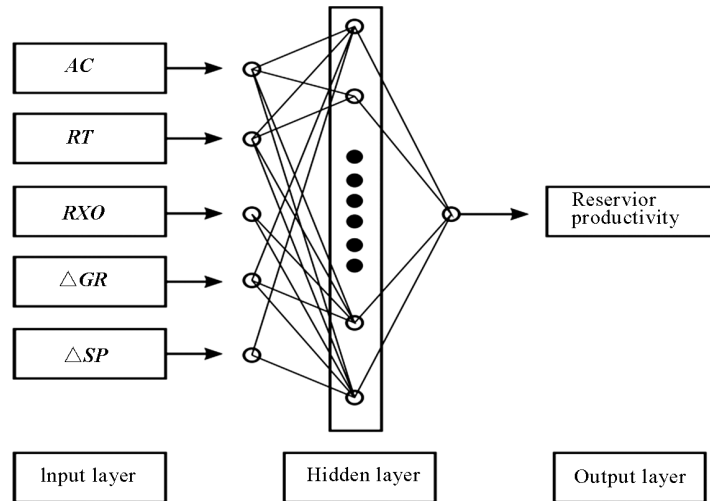 AC
RT
RXO
△GR
△SP
Reservior
productivity
Input layer
Hidden layer
Output layer